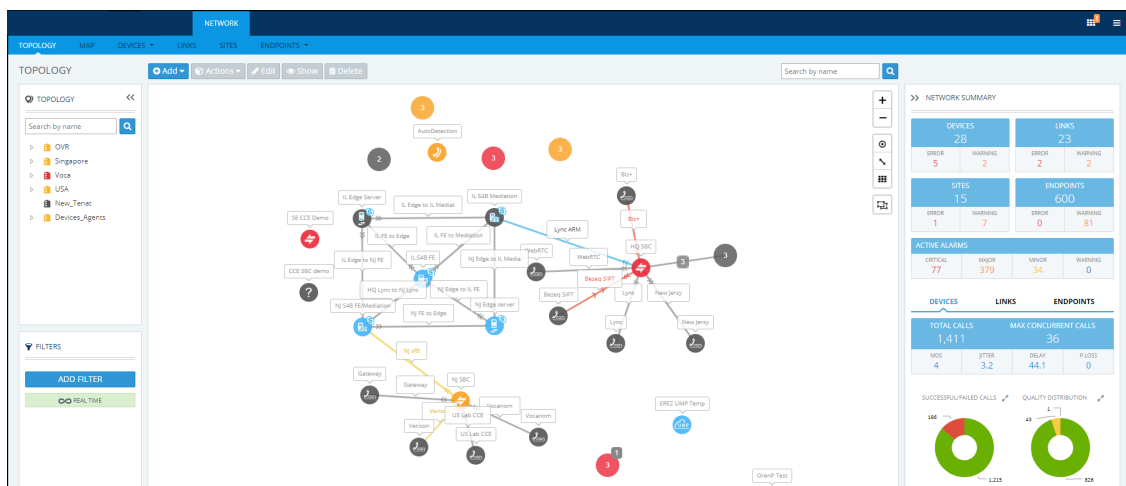 NETWORK
TOPOLOGY MAP DEVICES LINKS SITES ENDPOINTS
TOPOLOGY
Add Actions Edit Show Delete
Search by name
TOPOLOGY
Search by name
OVR
Singapore
Voca
USA
New_Tenat
Devices_Agents
FILTERS
ADD FILTER
REAL TIME
3
AutoDetection
2
3
3
Biz+
IL Edge Server
IL Edge to IL Mediat
IL S4B Mediation
SE CCE Demo
IL FE to Edge
IL FE to Mediation
Biz+
Lync ARM
HQ SBC
IL Edge to NJ FE
IL S4B FE
NJ Edge to IL Media
WebRTC
WebRTC
3
3
CCE SBC demo
?
HQ Lync to NJ Lync
NJ Edge to IL FE
Bezeq SIPT
Bezeq SIPT
Lync
New Jersy
NJ S4B FE/Mediation
NJ Edge server
NJ FE to Edge
Lync
New Jersy
NJ sfB
Gateway
Gateway
NJ SBC
Vocanom
Vocanom
US Lab CCE
Verizon
US Lab CCE
EREZ UMP Temp
UMP
3
1
OrenP Test
NETWORK SUMMARY
DEVICES LINKS
28 23
ERROR WARNING ERROR WARNING
5 2 2 2
SITES ENDPOINTS
15 600
ERROR WARNING ERROR WARNING
1 7 0 81
ACTIVE ALARMS
CRITICAL MAJOR MINOR WARNING
77 379 34 0
DEVICES LINKS ENDPOINTS
TOTAL CALLS MAX CONCURRENT CALLS
1,411 36
MOS JITTER DELAY P.LOSS
4 3.2 44.1 0
SUCCESSFUL/FAILED CALLS QUALITY DISTRIBUTION
196
1
43
1,215
826